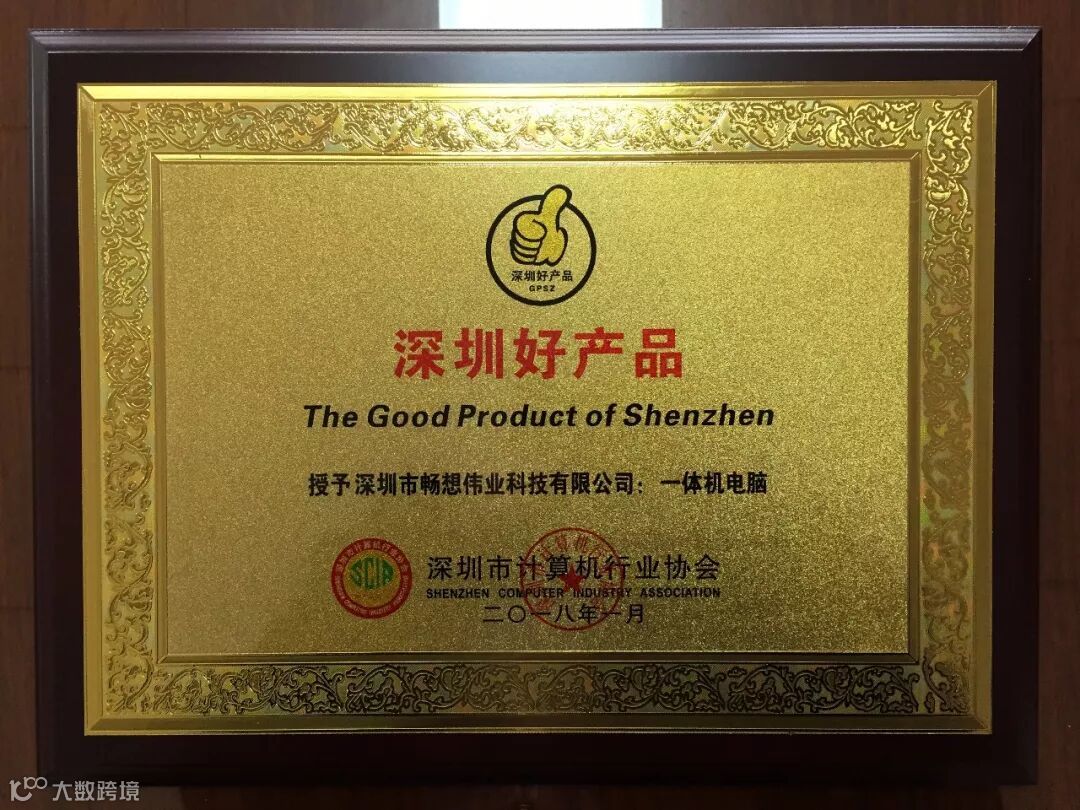 深圳好产品
GPSZ
深圳好产品
The Good Product of Shenzhen
授予 深圳市畅想伟业科技有限公司： 一体机电脑
SCIA
深圳市计算机行业协会
SHENZHEN COMPUTER INDUSTRY ASSOCIATION
二〇一八年一月
大数跨境